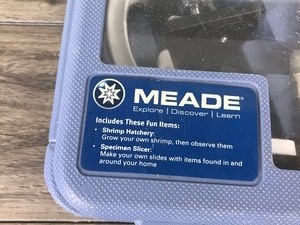 MEADE®
Explore | Discover | Learn
Includes These Fun Items:
• Shrimp Hatchery:
Grow your own shrimp, then observe them
• Specimen Slicer:
Make your own slides with items found in and
around your home